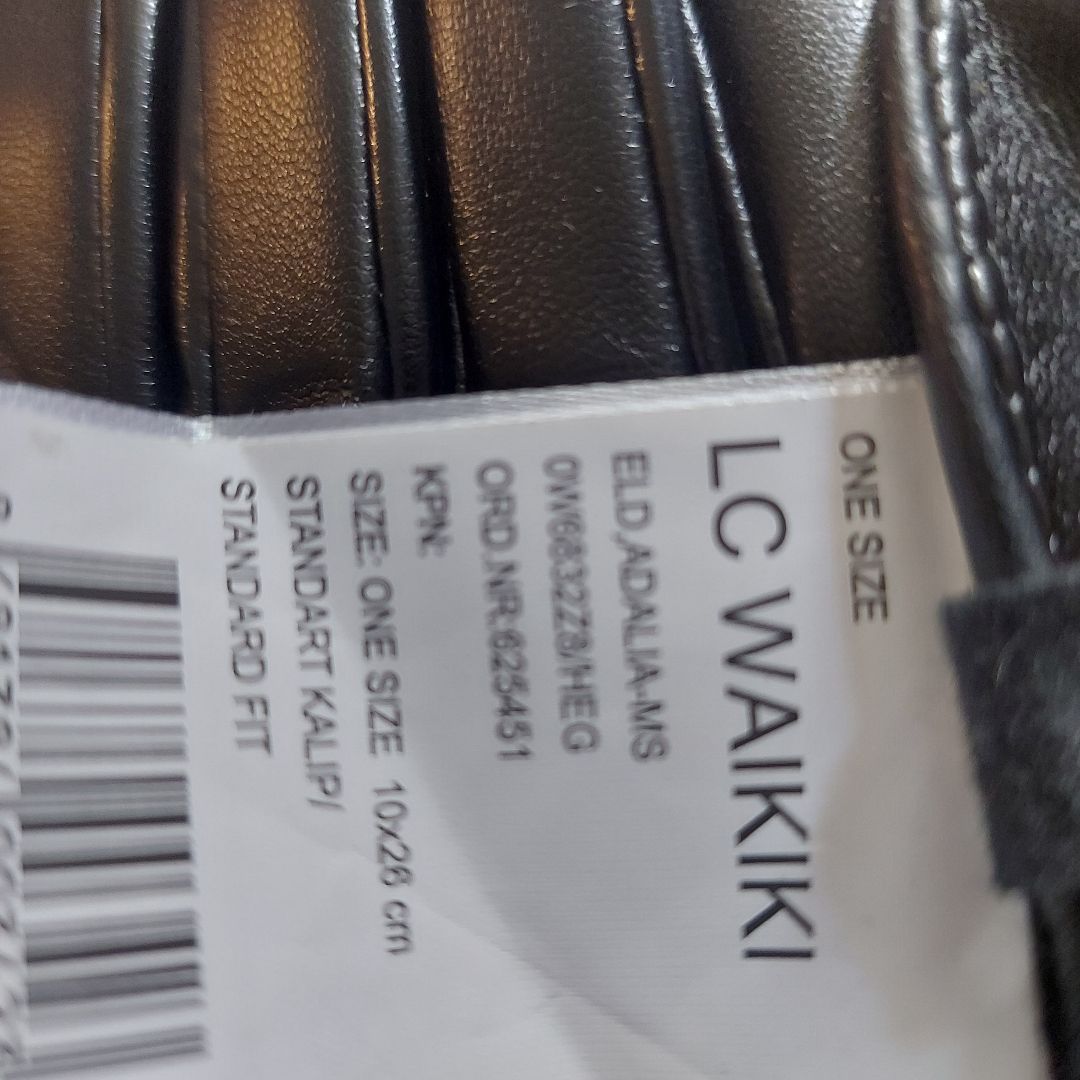 ONE SIZE
LC WAIKIKI
ELD,ADALIA-MS
0W6832Z8/HEG
ORD.NR:625451
KPN:
SIZE: ONE SIZE 10x26 cm
STANDART KALIP/
STANDARD FIT